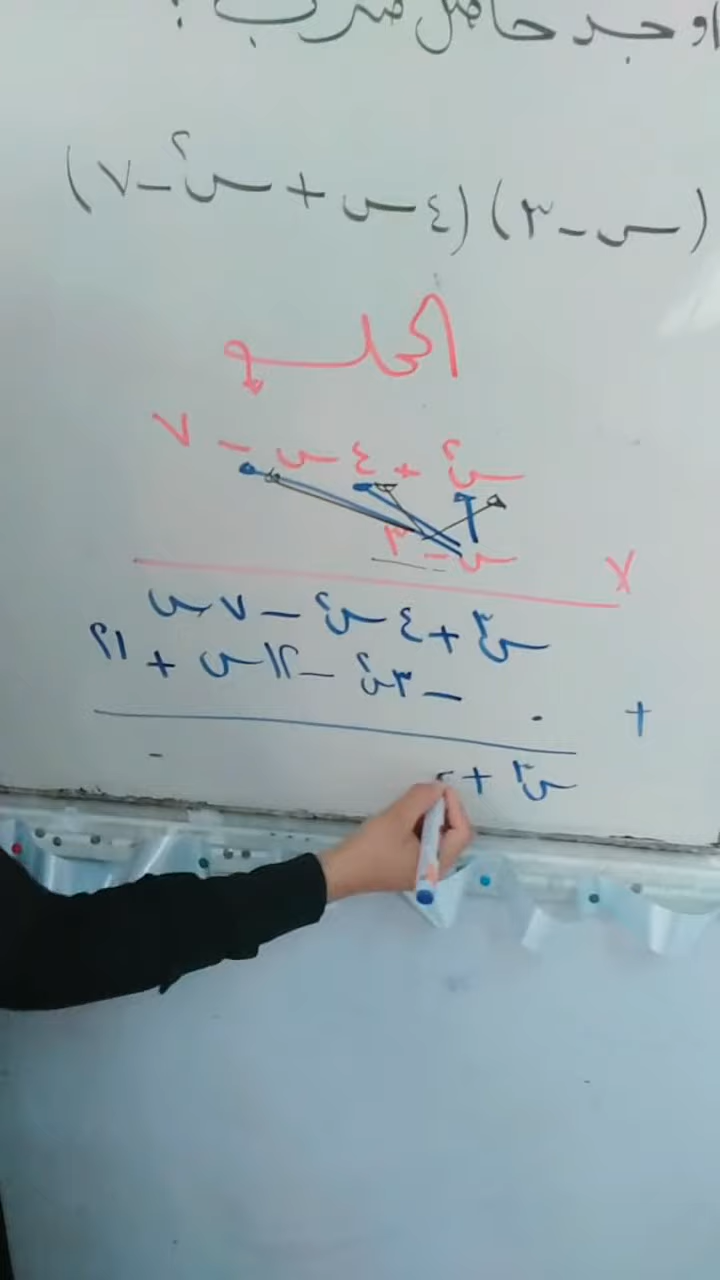 اوجد حاصل ضرب :
(س - ٣) (٤س + س٢ - ٧)
الحل
س٢ + ٤س - ٧
× س - ٣
س٣ + ٤س٢ - ٧س
+ ٠ - ٣س٢ - ١٢س + ٢١
س٣ +